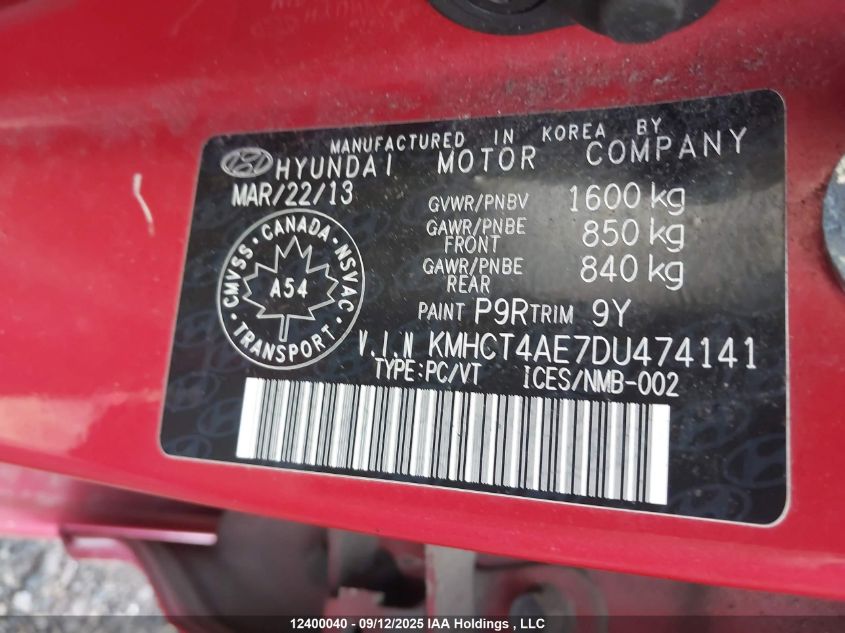 MANUFACTURED IN KOREA BY
HYUNDAI MOTOR COMPANY
MAR/22/13
GVWR/PNBV 1600 kg
GAWR/PNBE FRONT 850 kg
GAWR/PNBE REAR 840 kg
CMVSS · CANADA · NSVAC
A54
TRANSPORT
PAINT P9R TRIM 9Y
V.I.N KMHCT4AE7DU474141
TYPE:PC/VT ICES/NMB-002
12400040 - 09/12/2025 IAA Holdings , LLC